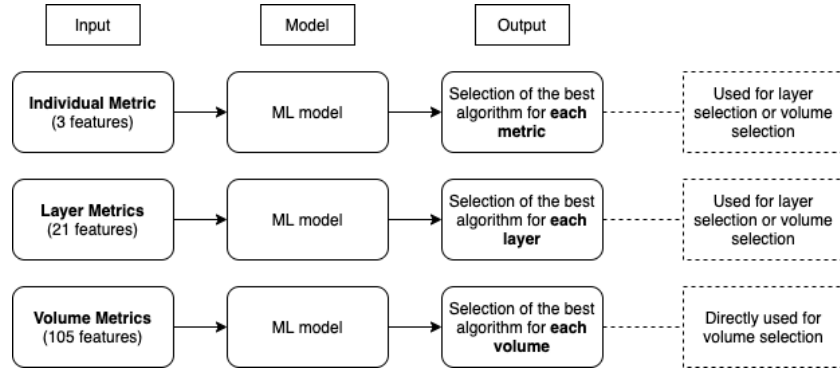 Input
Model
Output
Individual Metric
(3 features)
ML model
Selection of the best
algorithm for each
metric
Used for layer
selection or volume
selection
Layer Metrics
(21 features)
ML model
Selection of the best
algorithm for each
layer
Used for layer
selection or volume
selection
Volume Metrics
(105 features)
ML model
Selection of the best
algorithm for each
volume
Directly used for
volume selection